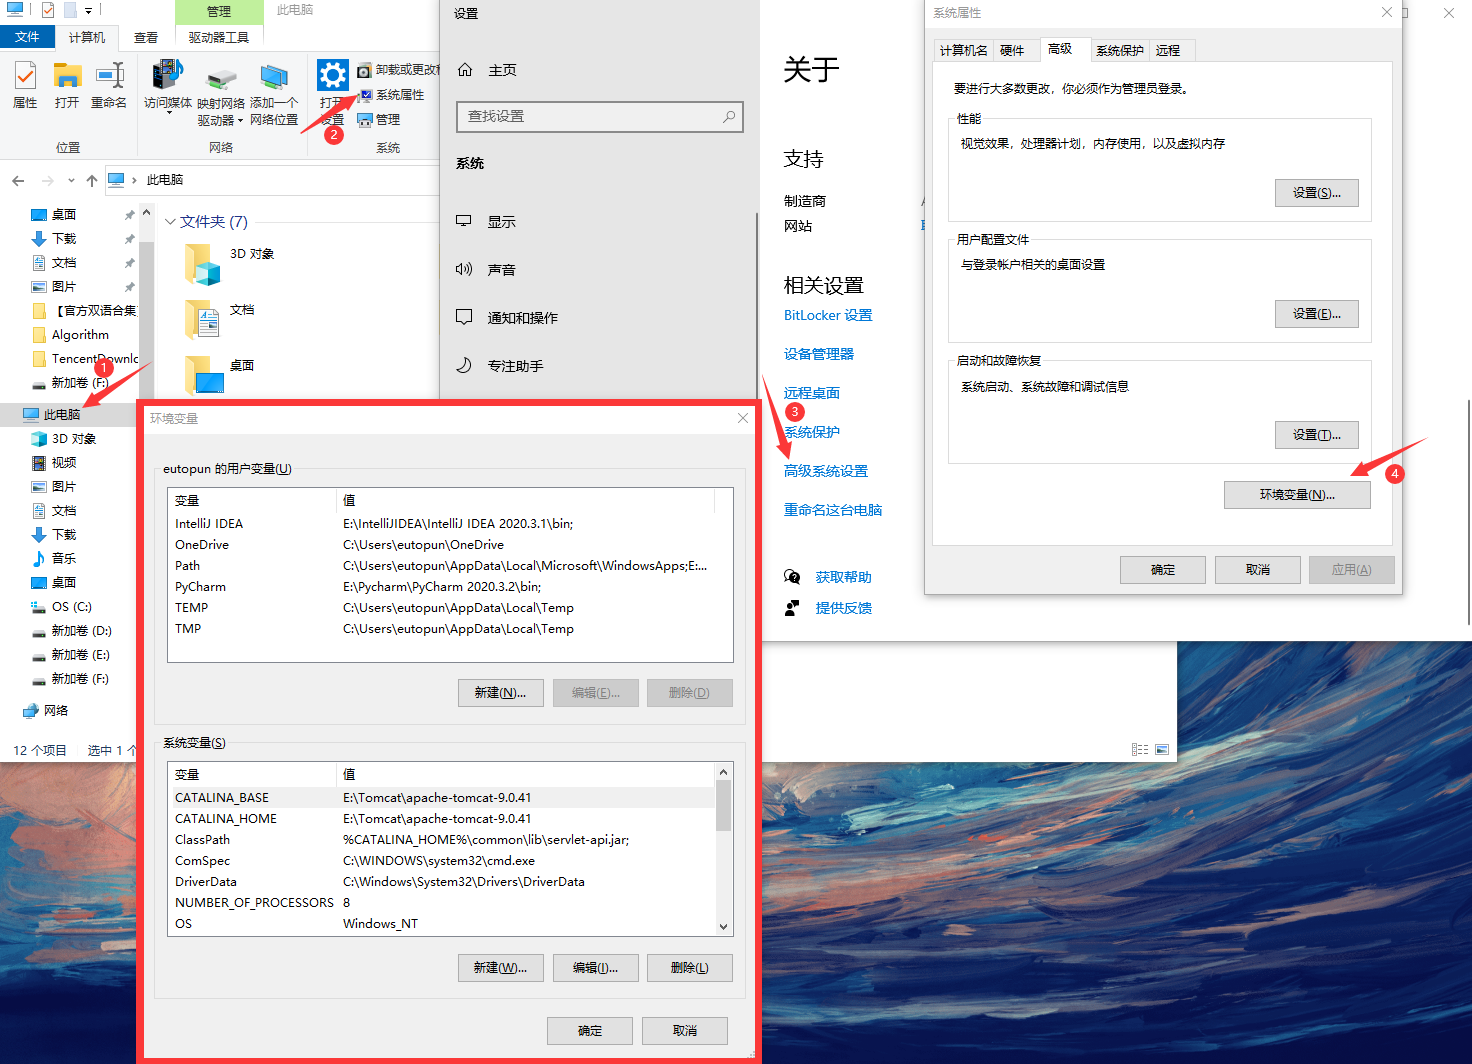 管理
此电脑
文件
计算机
查看
驱动器工具
属性
打开
重命名
访问媒体
映射网络
驱动器
添加一个
网络位置
打开
设置
卸载或更改
系统属性
管理
2
位置
网络
系统
此电脑
桌面
下载
文档
图片
【官方双语合集
Algorithm
TencentDownlc
新加卷 (F:)
1
此电脑
3D 对象
视频
图片
文档
下载
音乐
桌面
OS (C:)
新加卷 (D:)
新加卷 (E:)
新加卷 (F:)
网络
12 个项目
选中 1 个
文件夹 (7)
3D 对象
文档
桌面
设置
主页
查找设置
系统
显示
声音
通知和操作
专注助手
关于
支持
制造商
网站
相关设置
BitLocker 设置
设备管理器
远程桌面
3
系统保护
高级系统设置
重命名这台电脑
获取帮助
提供反馈
系统属性
计算机名
硬件
高级
系统保护
远程
要进行大多数更改，你必须作为管理员登录。
性能
视觉效果，处理器计划，内存使用，以及虚拟内存
设置(S)...
用户配置文件
与登录帐户相关的桌面设置
设置(E)...
启动和故障恢复
系统启动、系统故障和调试信息
设置(T)...
4
环境变量(N)...
确定
取消
应用(A)
环境变量
eutopun 的用户变量(U)
变量 值
IntelliJ IDEA E:\IntelliJIDEA\IntelliJ IDEA 2020.3.1\bin;
OneDrive C:\Users\eutopun\OneDrive
Path C:\Users\eutopun\AppData\Local\Microsoft\WindowsApps;E:...
PyCharm E:\Pycharm\PyCharm 2020.3.2\bin;
TEMP C:\Users\eutopun\AppData\Local\Temp
TMP C:\Users\eutopun\AppData\Local\Temp
新建(N)...
编辑(E)...
删除(D)
系统变量(S)
变量 值
CATALINA_BASE E:\Tomcat\apache-tomcat-9.0.41
CATALINA_HOME E:\Tomcat\apache-tomcat-9.0.41
ClassPath %CATALINA_HOME%\common\lib\servlet-api.jar;
ComSpec C:\WINDOWS\system32\cmd.exe
DriverData C:\Windows\System32\Drivers\DriverData
NUMBER_OF_PROCESSORS 8
OS Windows_NT
新建(W)...
编辑(I)...
删除(L)
确定
取消